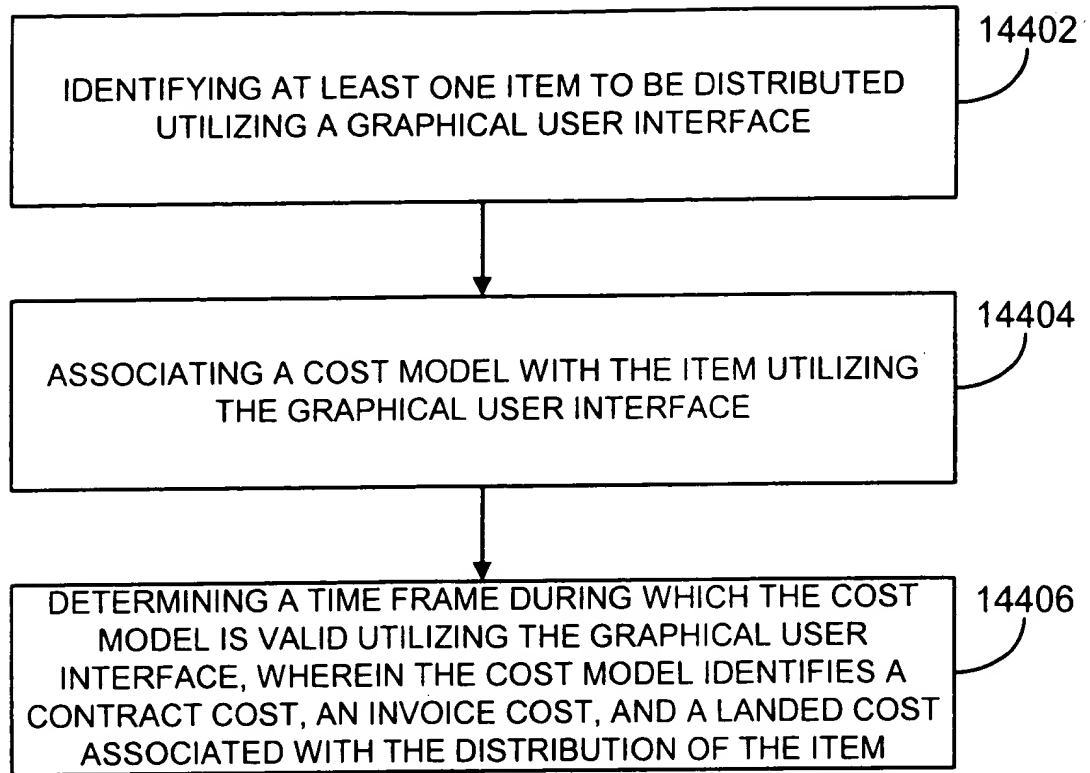 14402
IDENTIFYING AT LEAST ONE ITEM TO BE DISTRIBUTED
UTILIZING A GRAPHICAL USER INTERFACE
14404
ASSOCIATING A COST MODEL WITH THE ITEM UTILIZING
THE GRAPHICAL USER INTERFACE
14406
DETERMINING A TIME FRAME DURING WHICH THE COST
MODEL IS VALID UTILIZING THE GRAPHICAL USER
INTERFACE, WHEREIN THE COST MODEL IDENTIFIES A
CONTRACT COST, AN INVOICE COST, AND A LANDED COST
ASSOCIATED WITH THE DISTRIBUTION OF THE ITEM